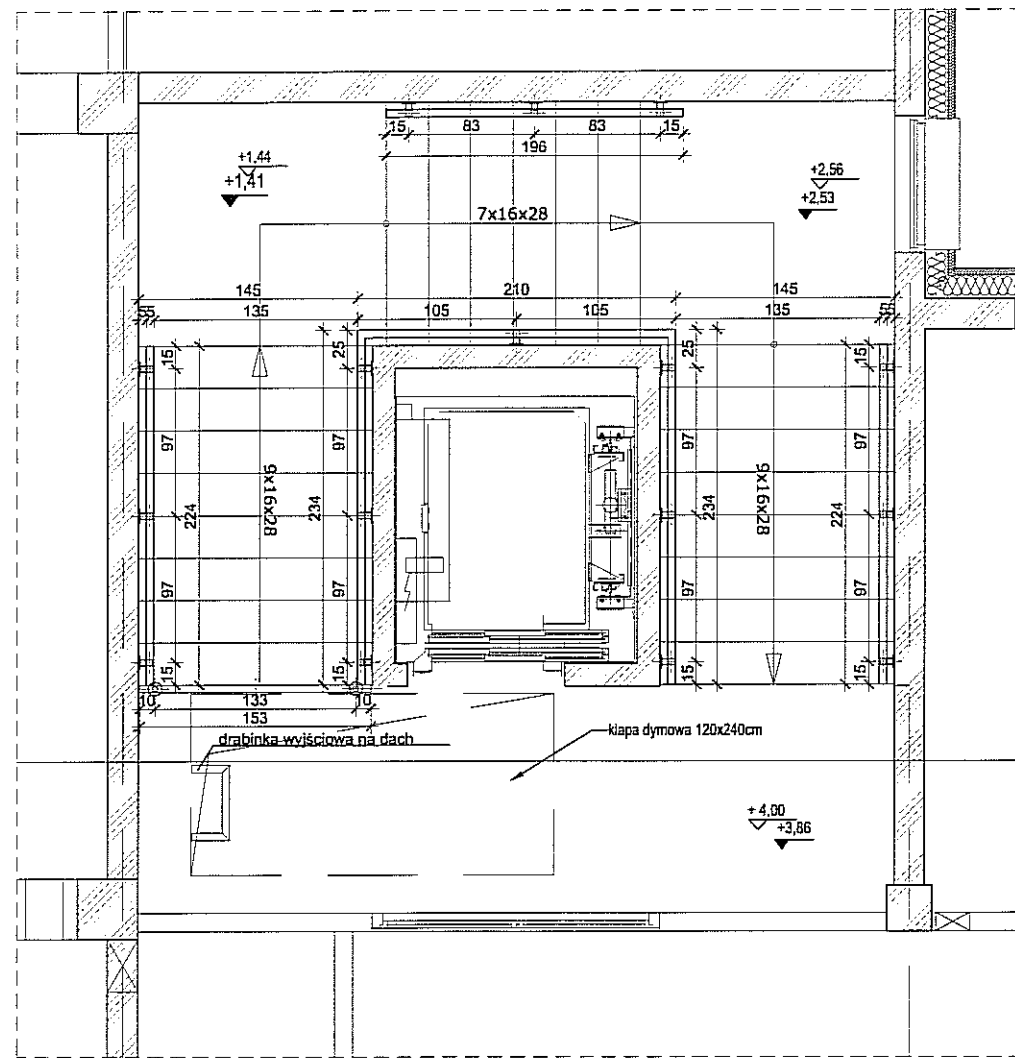 15 83 83 15
196
+1,44
+1,41
+2,56
+2,53
7x16x28
145 210 145
55 135 105 105 135 55
15 25 25 15
97 97 97 97
9x16x28 9x16x28
224 234 234 224
97 97 97 97
15 15 15 15
10 133 10
153
drabinka wyjściowa na dach
klapa dymowa 120x240cm
+4,00
+3,86